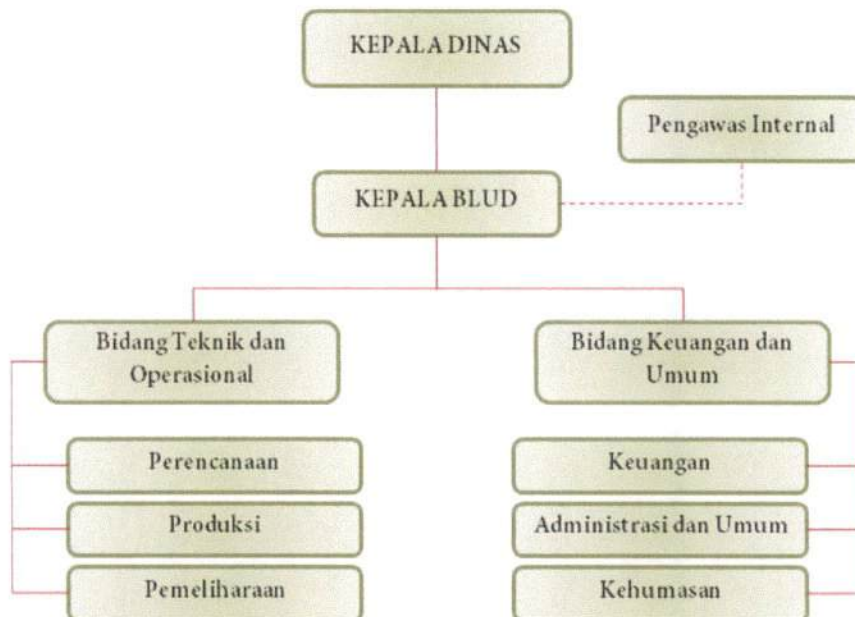 KEPALA DINAS
Pengawas Internal
KEPALA BLUD
Bidang Teknik dan
Operasional
Bidang Keuangan dan
Umum
Perencanaan
Keuangan
Produksi
Administrasi dan Umum
Pemeliharaan
Kehumasan